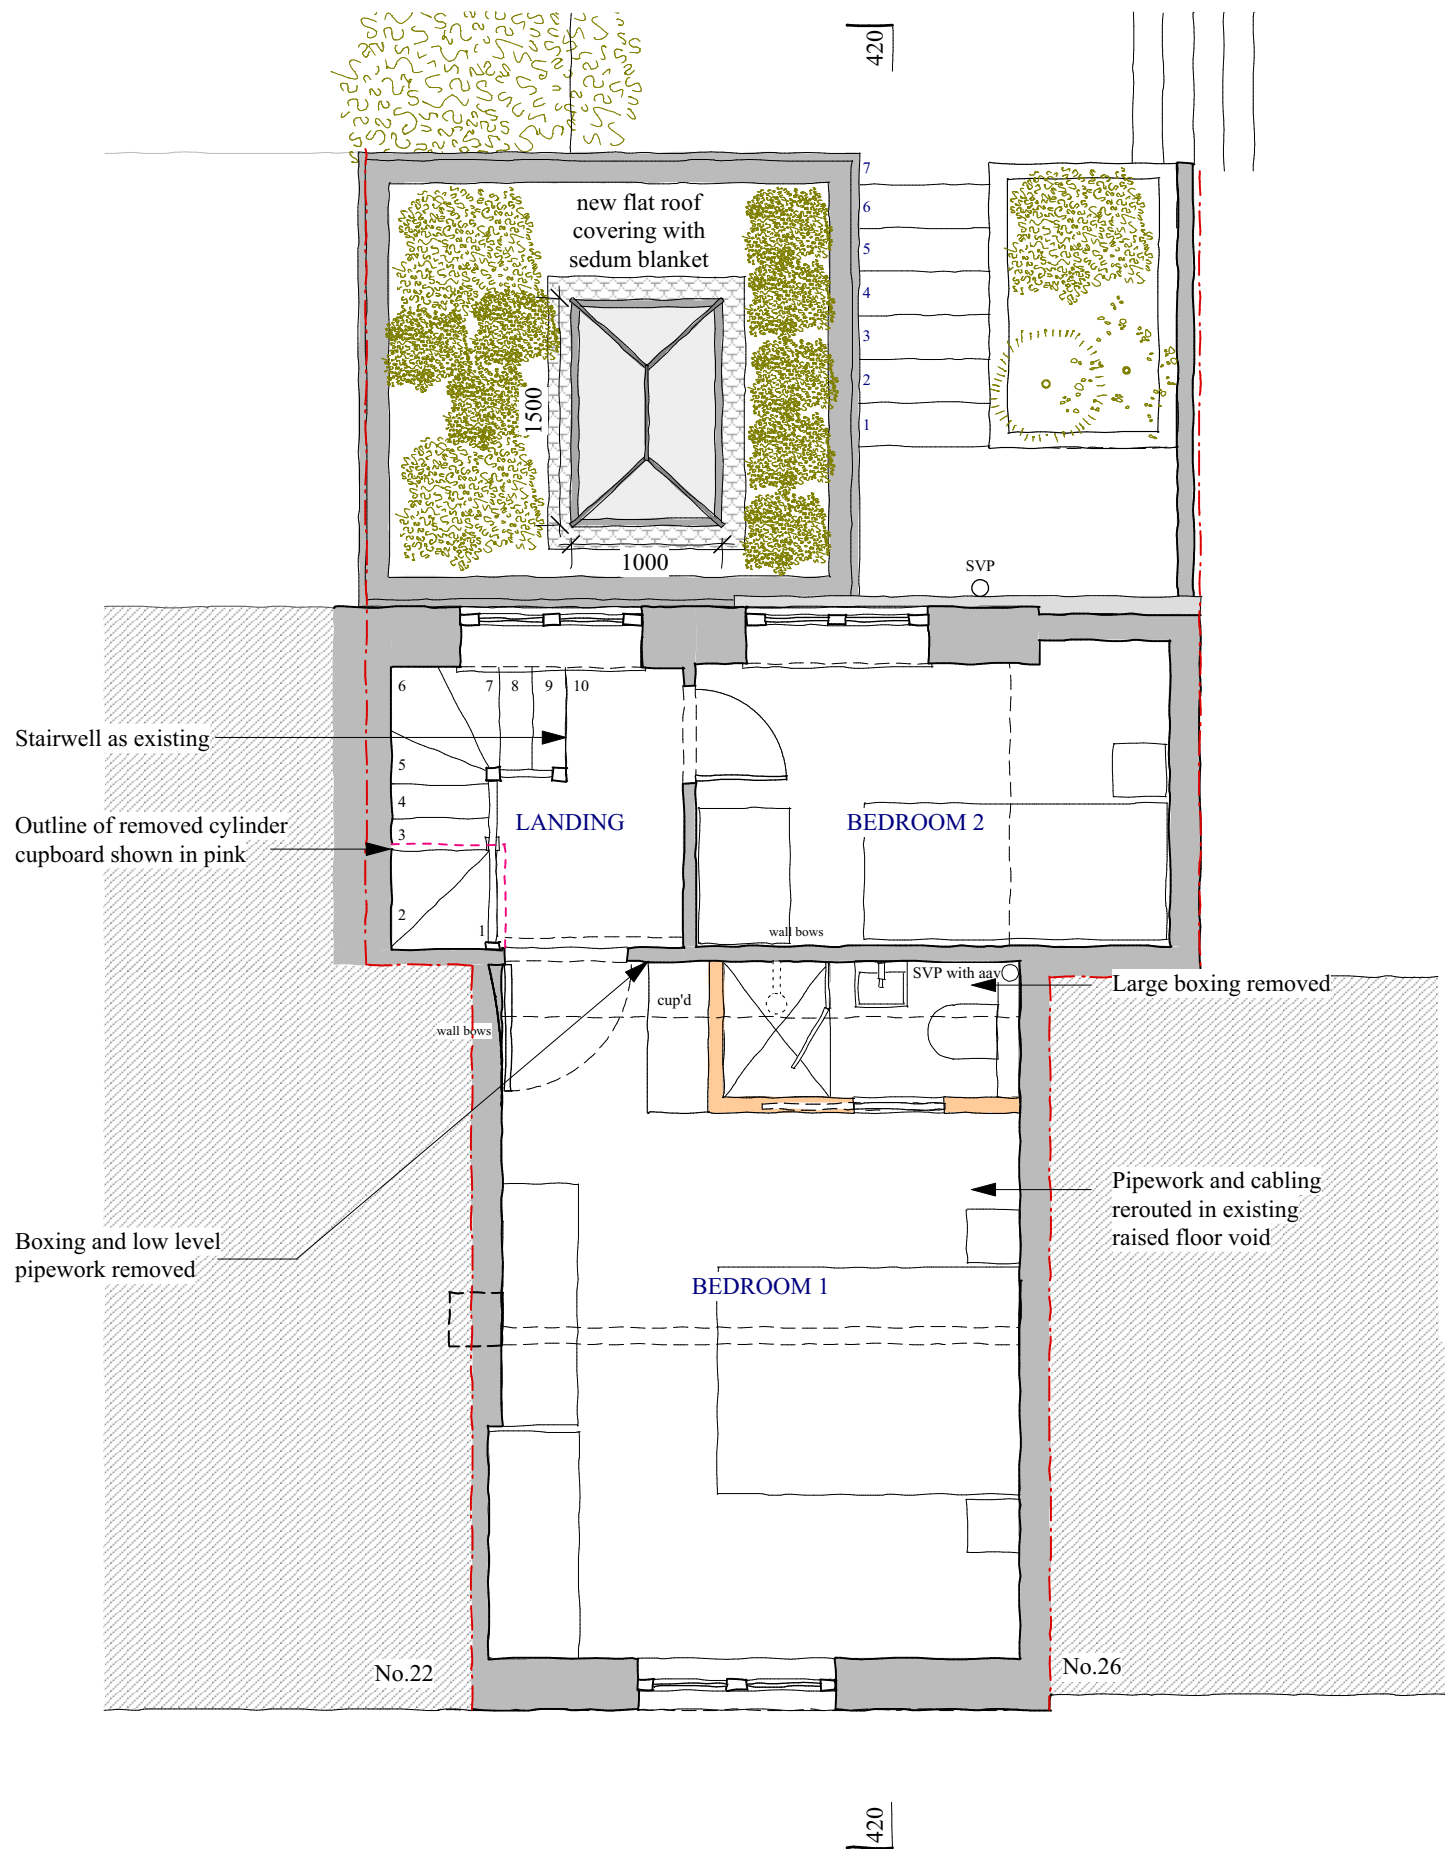 420
7
6
5
4
3
2
1
new flat roof
covering with
sedum blanket
1500
1000
SVP
6
7
8
9
10
5
4
3
2
1
Stairwell as existing
Outline of removed cylinder
cupboard shown in pink
LANDING
BEDROOM 2
wall bows
SVP with aav
Large boxing removed
cup'd
wall bows
Pipework and cabling
rerouted in existing
raised floor void
Boxing and low level
pipework removed
BEDROOM 1
No.22
No.26
420